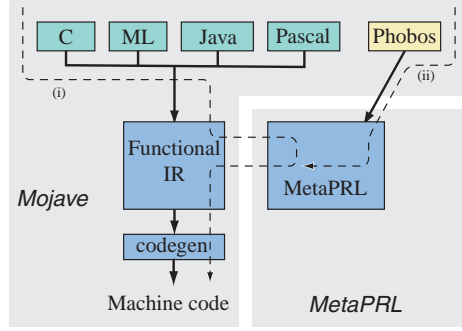 C ML Java Pascal Phobos
(i) (ii)
Functional
IR
MetaPRL
Mojave
codegen
Machine code
MetaPRL